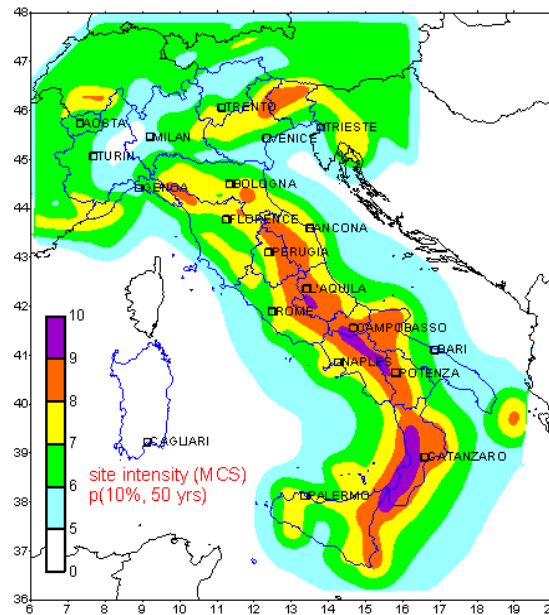 48
47
46
45
44
43
42
41
40
39
38
37
36
TRENTO
AOSTA
MILAN
VENICE
TRIESTE
TURIN
GENOA
BOLOGNA
FLORENCE
ANCONA
PERUGIA
L'AQUILA
ROME
CAMPOBASSO
BARI
NAPLES
POTENZA
CAGLIARI
CATANZARO
PALERMO
10
9
8
7
6
5
0
site intensity (MCS)
p(10%, 50 yrs)
6 7 8 9 10 11 12 13 14 15 16 17 18 19 20